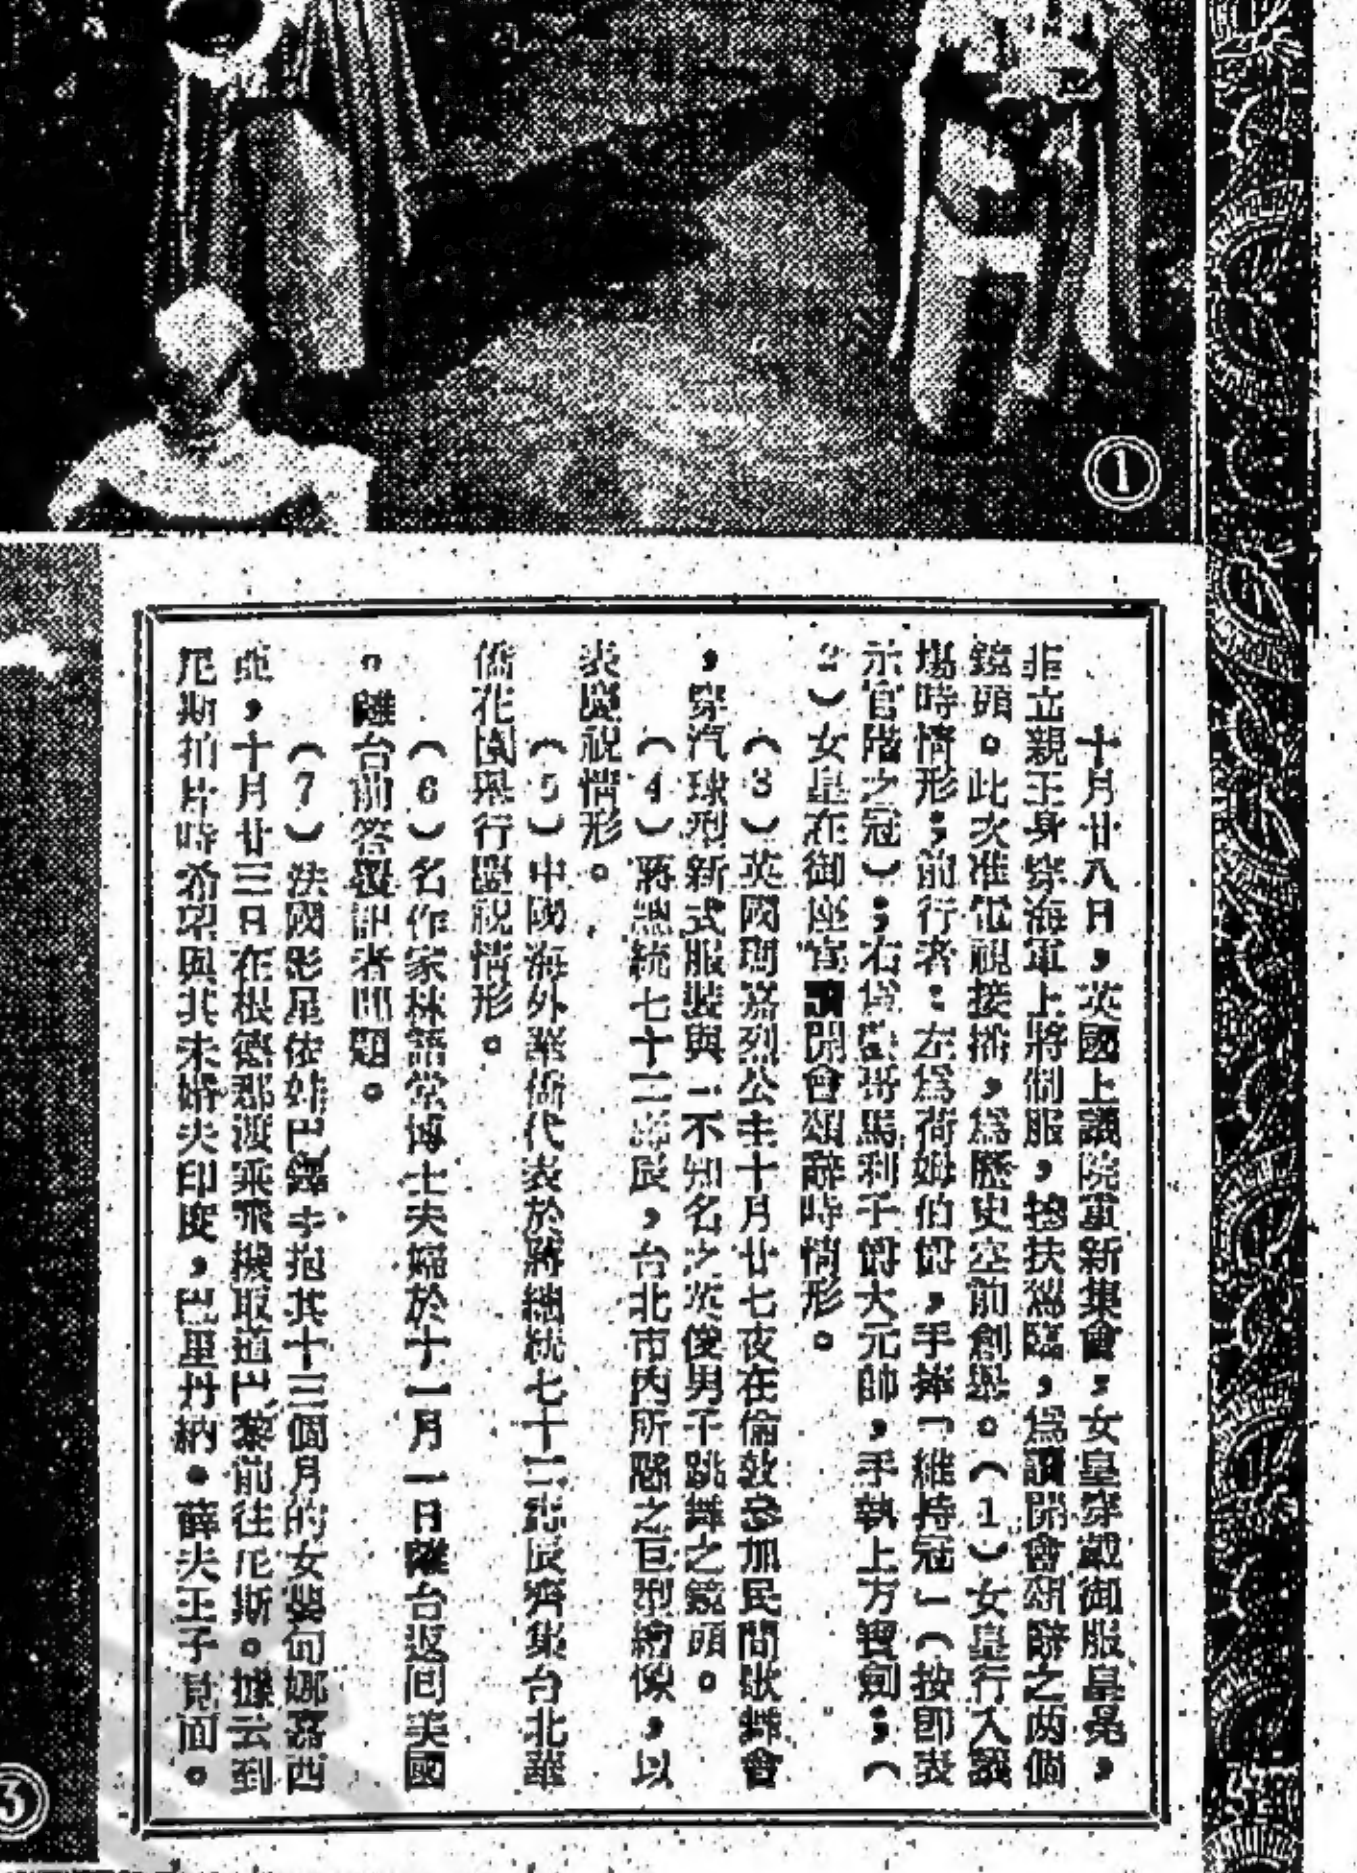 十月廿八日，英國上議院重新集會，女皇穿戴御服皇冕，
非立親王身穿海軍上將制服，攙扶駕臨，爲讀開會頌辭之两個
鏡頭。此次准電視接播，爲歷史空前創舉。（1）女皇行入議
塲時情形；前行者：左爲荷姆伯爵，手捧「維持冠」（按即表
示官階之冠）；右爲哥馬利子爵大元帥，手執上方寶劍；（
2）女皇在御座宣讀開會頌辭時情形。
（3）英國瑪嘉烈公主十月廿七夜在倫敦參加民間歌舞會
，穿汽球型新式服裝與一不知名之英俊男子跳舞之鏡頭。
（4）蔣總統七十二壽辰，台北市內所懸之巨型繪像，以
表慶祝情形。
（5）中國海外華僑代表於蔣總統七十二壽辰齊集台北華
僑花園舉行慶祝情形。
（6）名作家林語堂博士夫婦於十一月一日離台返回美國
。離台前答覆記者問題。
（7）法國影星依姐巴鐸手抱其十三個月的女嬰 娜嘉西
亞，十月廿三日在根德那渡乘飛機取道巴黎前往尼斯。據云到
尼斯拍片時希望與其未婚夫印度，巴里丹納·薛夫王子見面。
①
③